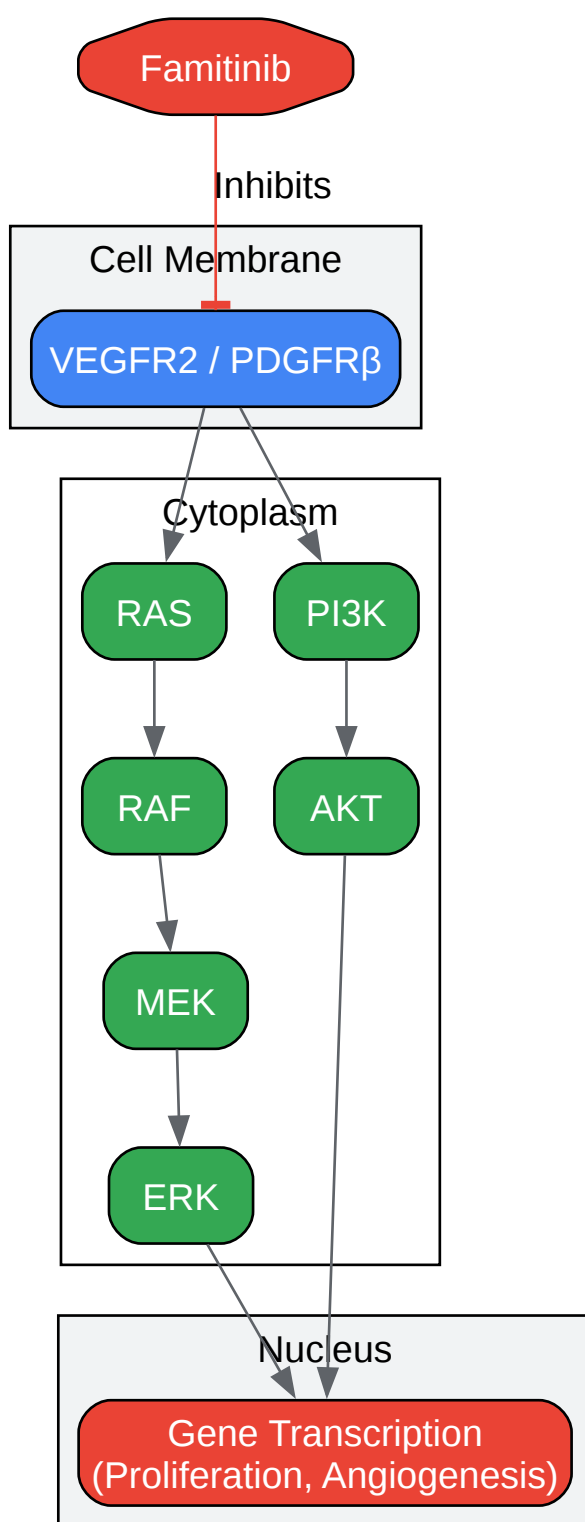 Famitinib
Inhibits
Cell Membrane
VEGFR2 / PDGFRβ
Cytoplasm
RAS
PI3K
RAF
AKT
MEK
ERK
Nucleus
Gene Transcription
(Proliferation, Angiogenesis)